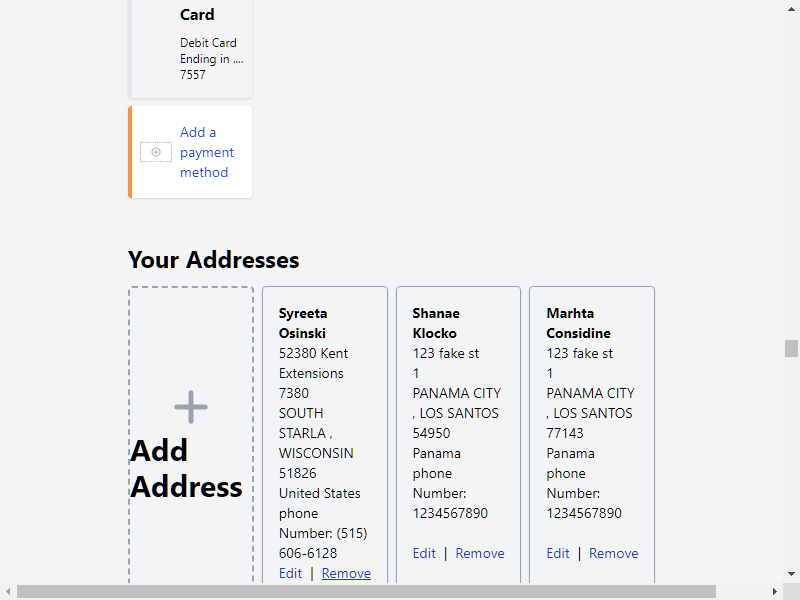 Card
Debit Card
Ending in ....
7557
Add a
payment
method
Your Addresses
Add
Address
Syreeta
Osinski
52380 Kent
Extensions
7380
SOUTH
STARLA ,
WISCONSIN
51826
United States
phone
Number: (515)
606-6128
Edit | Remove
Shanae
Klocko
123 fake st
1
PANAMA CITY
, LOS SANTOS
54950
Panama
phone
Number:
1234567890
Edit | Remove
Marhta
Considine
123 fake st
1
PANAMA CITY
, LOS SANTOS
77143
Panama
phone
Number:
1234567890
Edit | Remove